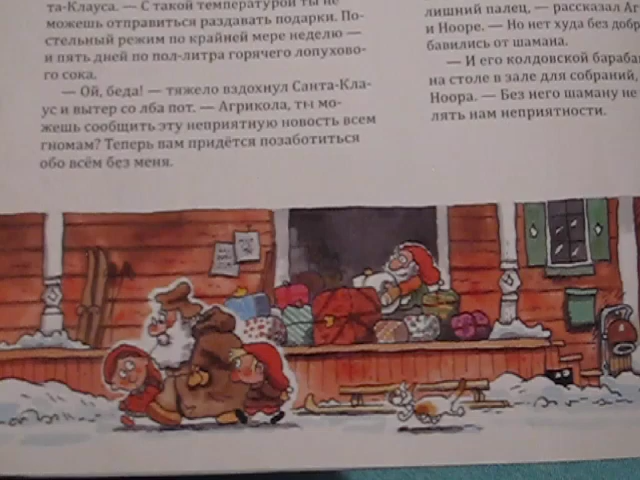 та-Клауса. — С такой температурой ты не
можешь отправиться раздавать подарки. По-
стельный режим по крайней мере неделю —
и пять дней по пол-литра горячего лопухово-
го сока.
— Ой, беда! — тяжело вздохнул Санта-Кла-
ус и вытер со лба пот. — Агрикола, ты мо-
жешь сообщить эту неприятную новость всем
гномам? Теперь вам придётся позаботиться
обо всём без меня.
лишний палец, — рассказал Аг
и Нооре. — Но нет худа без добр
бавились от шамана.
— И его колдовской бараба
на столе в зале для собраний,
Ноора. — Без него шаману не
лять нам неприятности.